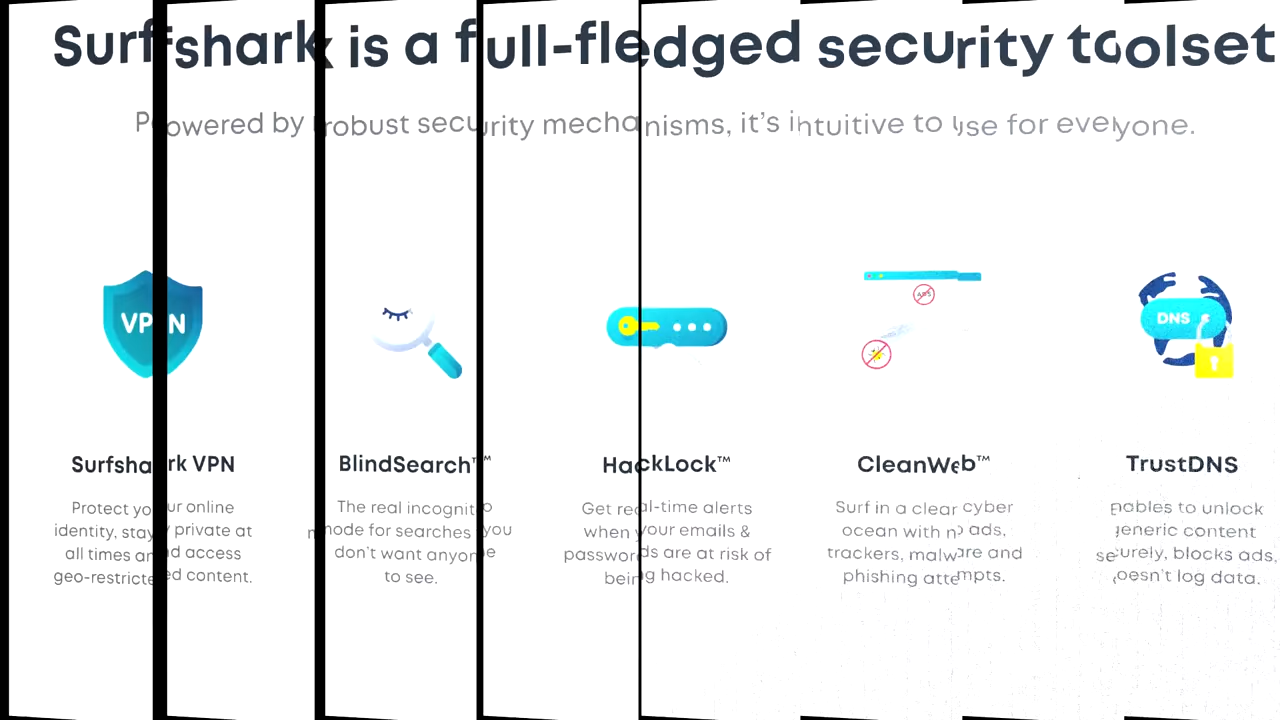 Surfshark is a full-fledged security toolset
Powered by robust security mechanisms, it's intuitive to use for everyone.
VPN
ADS
DNS
Surfshark VPN
Protect your online
identity, stay private at
all times and access
geo-restricted content.
BlindSearch™
The real incognito
mode for searches you
don't want anyone
to see.
HackLock™
Get real-time alerts
when your emails &
passwords are at risk of
being hacked.
CleanWeb™
Surf in a clear cyber
ocean with no ads,
trackers, malware and
phishing attempts.
TrustDNS
Enables to unlock
generic content
securely, blocks ads,
doesn't log data.